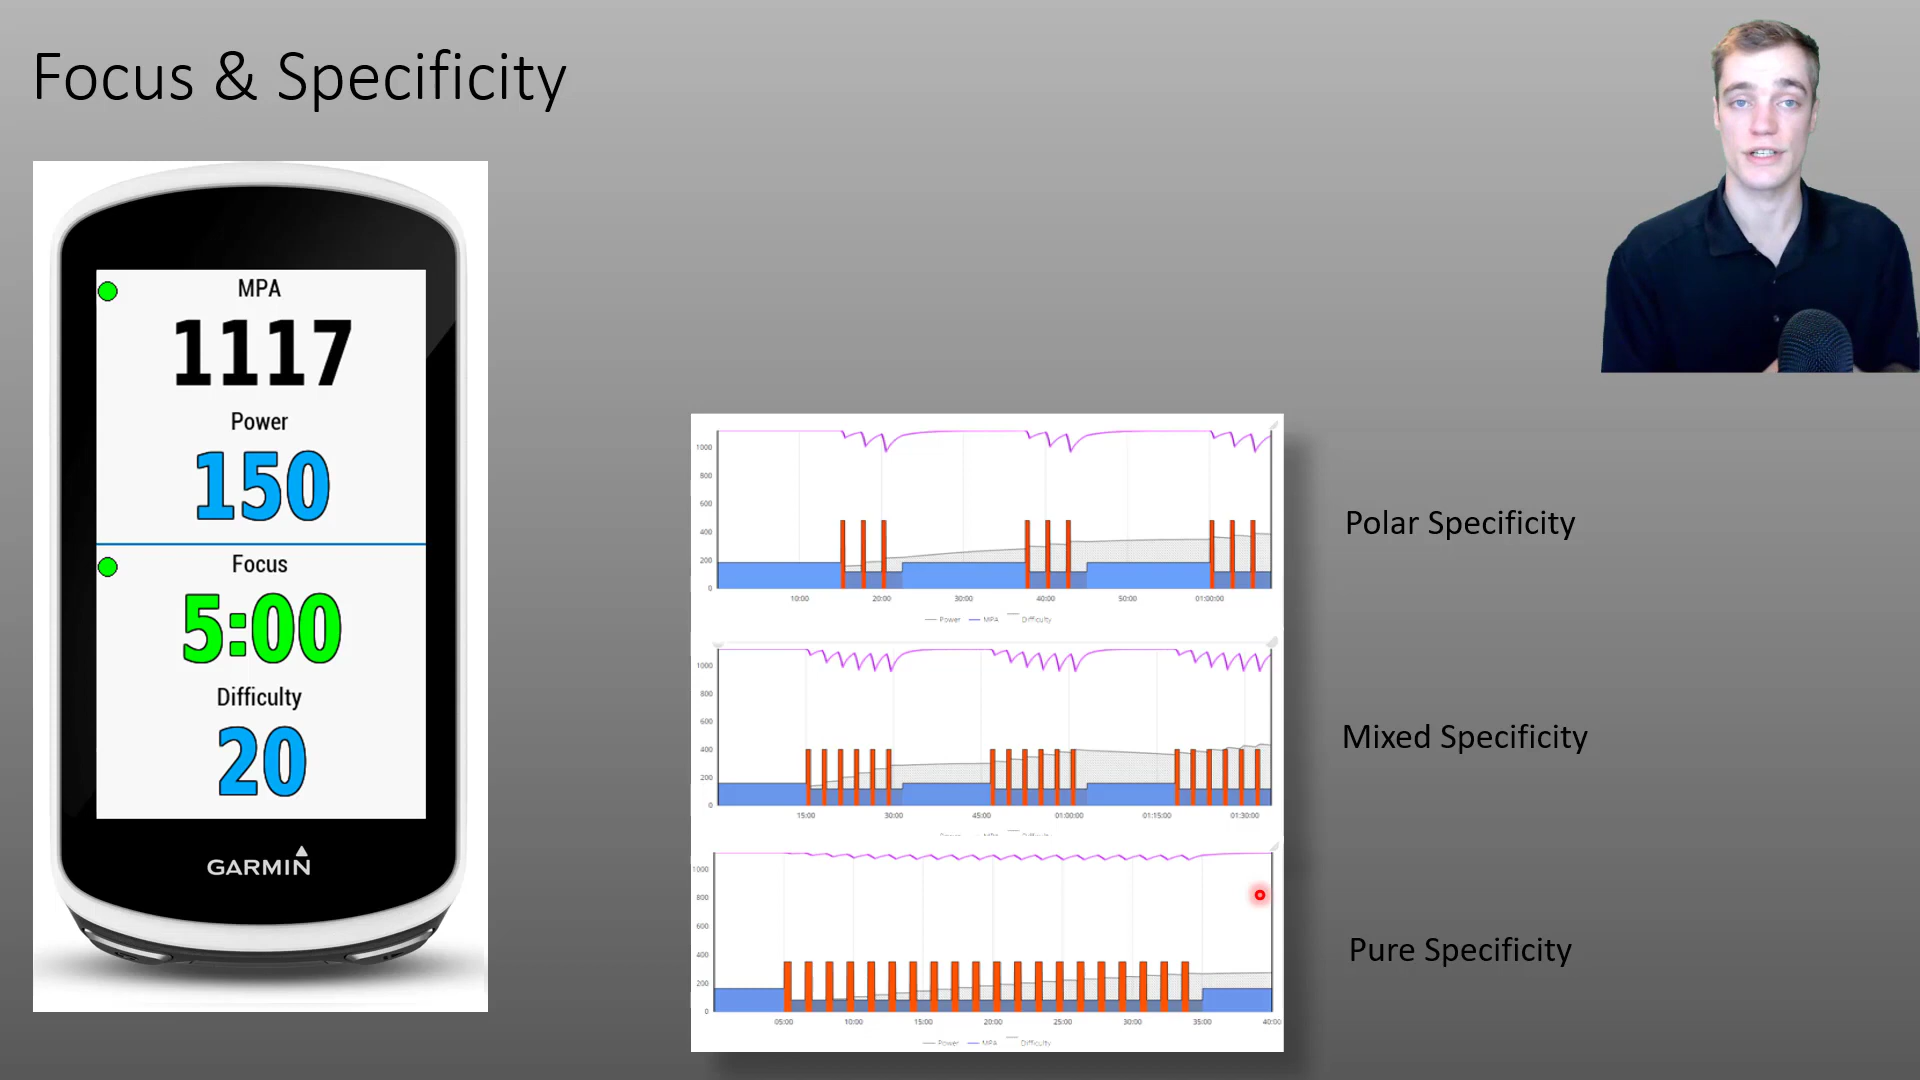 Focus & Specificity
MPA
1117
Power
150
Focus
5:00
Difficulty
20
GARMIN
1000
800
600
400
200
0
10:00 20:00 30:00 40:00 50:00 01:00:00
Power MPA Difficulty
Polar Specificity
1000
800
600
400
200
0
15:00 30:00 45:00 01:00:00 01:15:00 01:30:00
Mixed Specificity
1000
800
600
400
200
0
05:00 10:00 15:00 20:00 25:00 30:00 35:00 40:00
Power MPA Difficulty
Pure Specificity